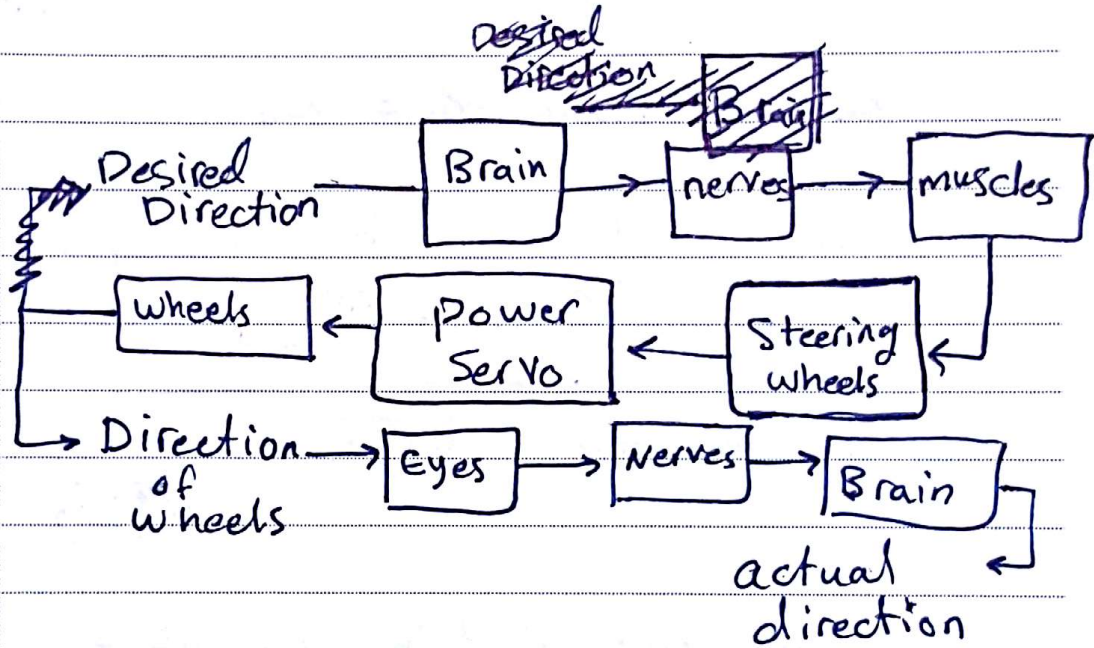 Desired
Direction
Brain
Desired
Direction
Brain
nerves
muscles
wheels
power
servo
Steering
wheels
Direction
of
wheels
Eyes
Nerves
Brain
actual
direction